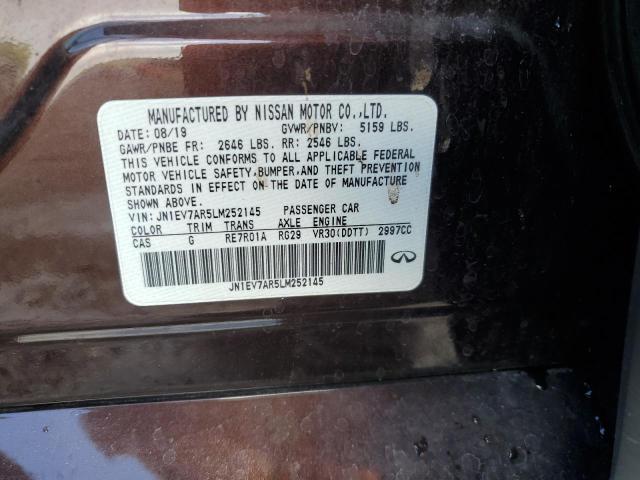 MANUFACTURED BY NISSAN MOTOR CO.,LTD.
DATE: 08/19 GVWR/PNBV: 5159 LBS.
GAWR/PNBE FR: 2646 LBS. RR: 2546 LBS.
THIS VEHICLE CONFORMS TO ALL APPLICABLE FEDERAL
MOTOR VEHICLE SAFETY,BUMPER,AND THEFT PREVENTION
STANDARDS IN EFFECT ON THE DATE OF MANUFACTURE
SHOWN ABOVE.
VIN: JN1EV7AR5LM252145 PASSENGER CAR
COLOR TRIM TRANS AXLE ENGINE
CAS G RE7R01A RG29 VR30(DDTT) 2997CC
JN1EV7AR5LM252145